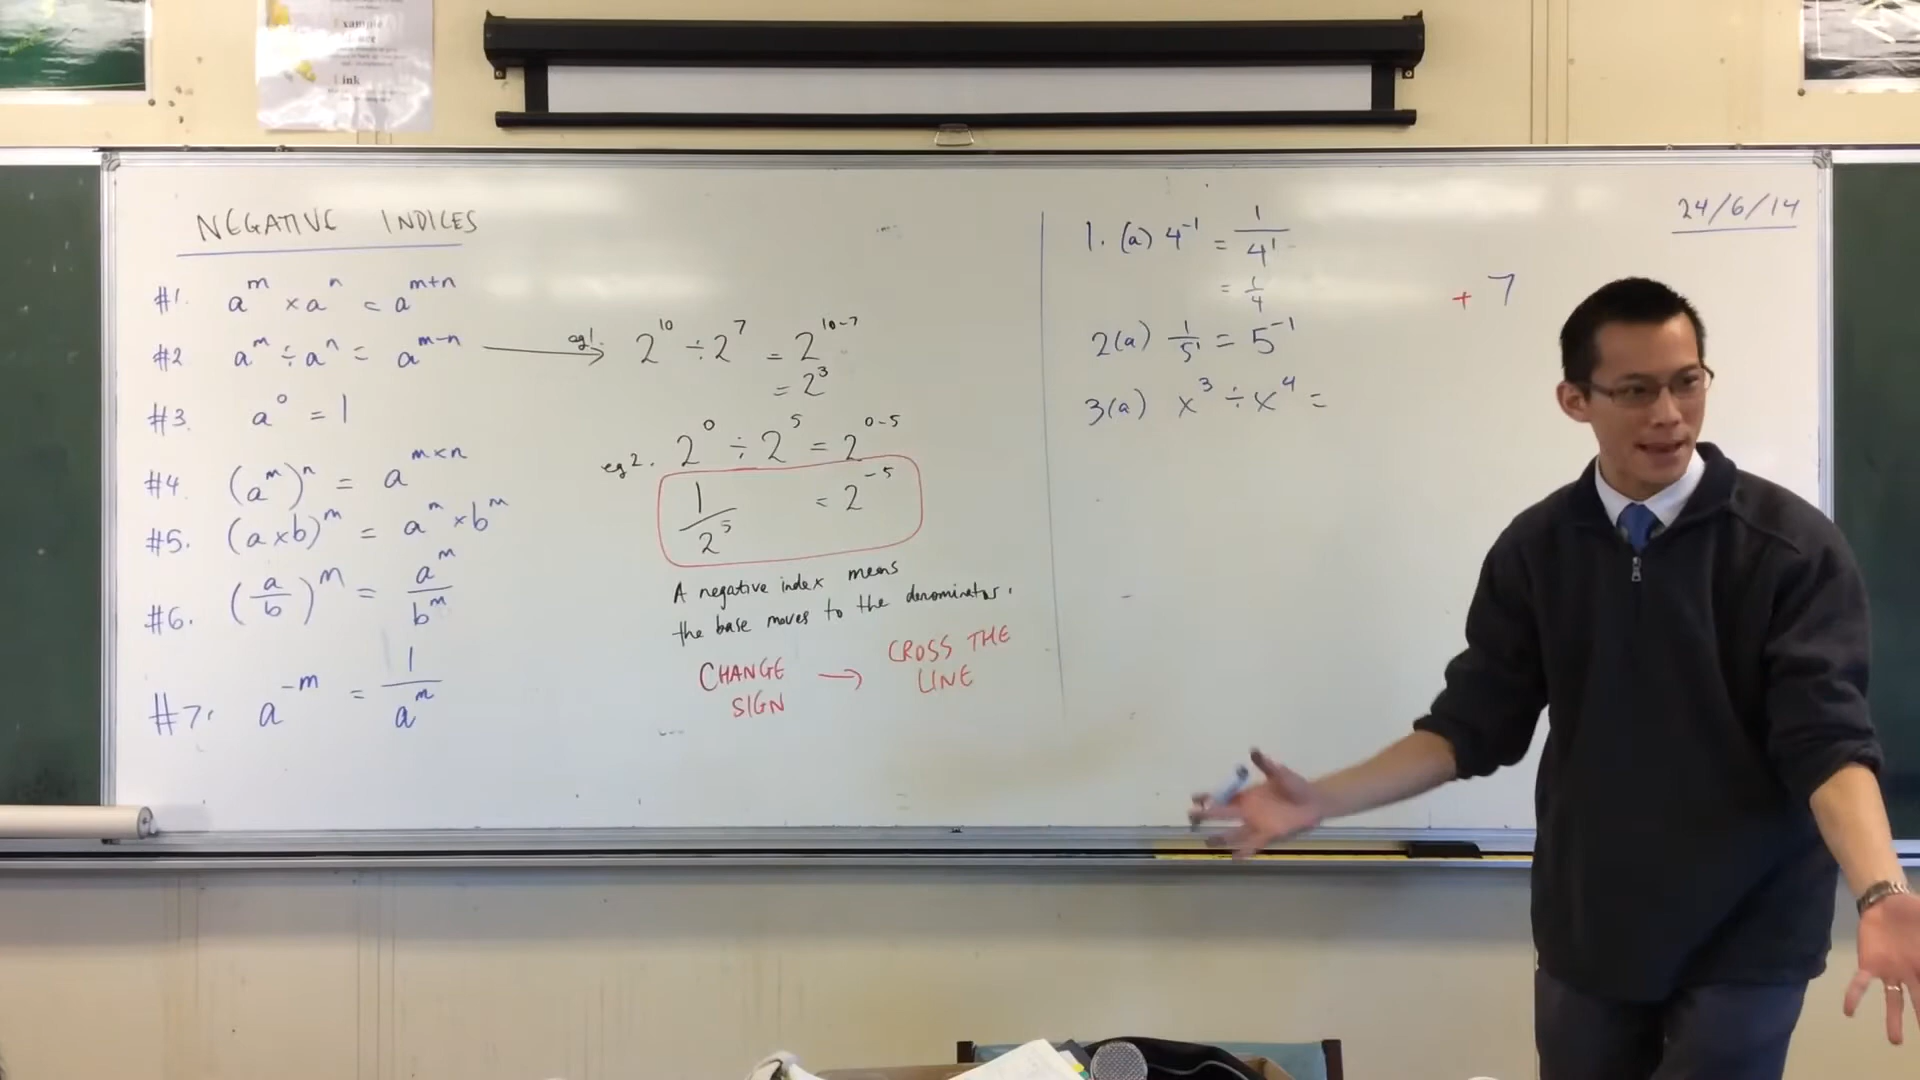 NEGATIVE INDICES
#1. a^m × a^n = a^(m+n)
#2 a^m ÷ a^n = a^(m-n)
#3. a^0 = 1
#4. (a^m)^n = a^(m×n)
#5. (a×b)^m = a^m × b^m
#6. (a/b)^m = a^m/b^m
#7. a^(-m) = 1/a^m
eg1. 2^10 ÷ 2^7 = 2^(10-7)
= 2^3
eg2. 2^0 ÷ 2^5 = 2^(0-5)
1/2^5 = 2^(-5)
A negative index means
the base moves to the denominator.
CHANGE SIGN → CROSS THE LINE
1. (a) 4^(-1) = 1/4^1
= 1/4
2(a) 1/5^1 = 5^(-1)
3(a) x^3 ÷ x^4 =
24/6/14
+ 7
ink